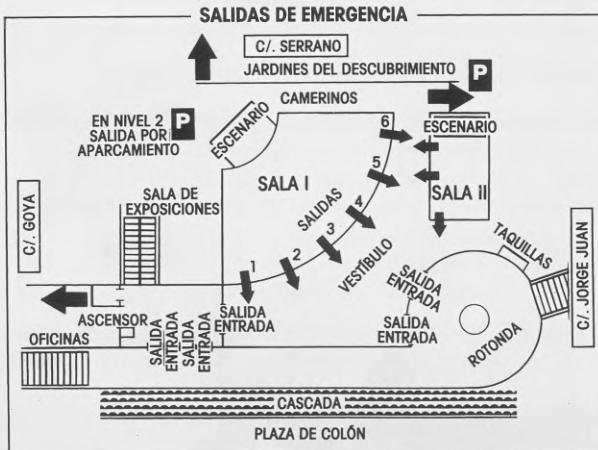 SALIDAS DE EMERGENCIA
C/. SERRANO
JARDINES DEL DESCUBRIMIENTO
P
CAMERINOS
EN NIVEL 2
SALIDA POR
APARCAMIENTO
P
ESCENARIO
6
ESCENARIO
5
SALA I
SALA II
4
SALIDAS
3
SALA DE
EXPOSICIONES
C/. GOYA
2
1
VESTÍBULO
TAQUILLAS
C/. JORGE JUAN
SALIDA
ENTRADA
SALIDA
ENTRADA
SALIDA
ENTRADA
ASCENSOR
OFICINAS
SALIDA
ENTRADA
SALIDA
ENTRADA
ROTONDA
CASCADA
PLAZA DE COLÓN